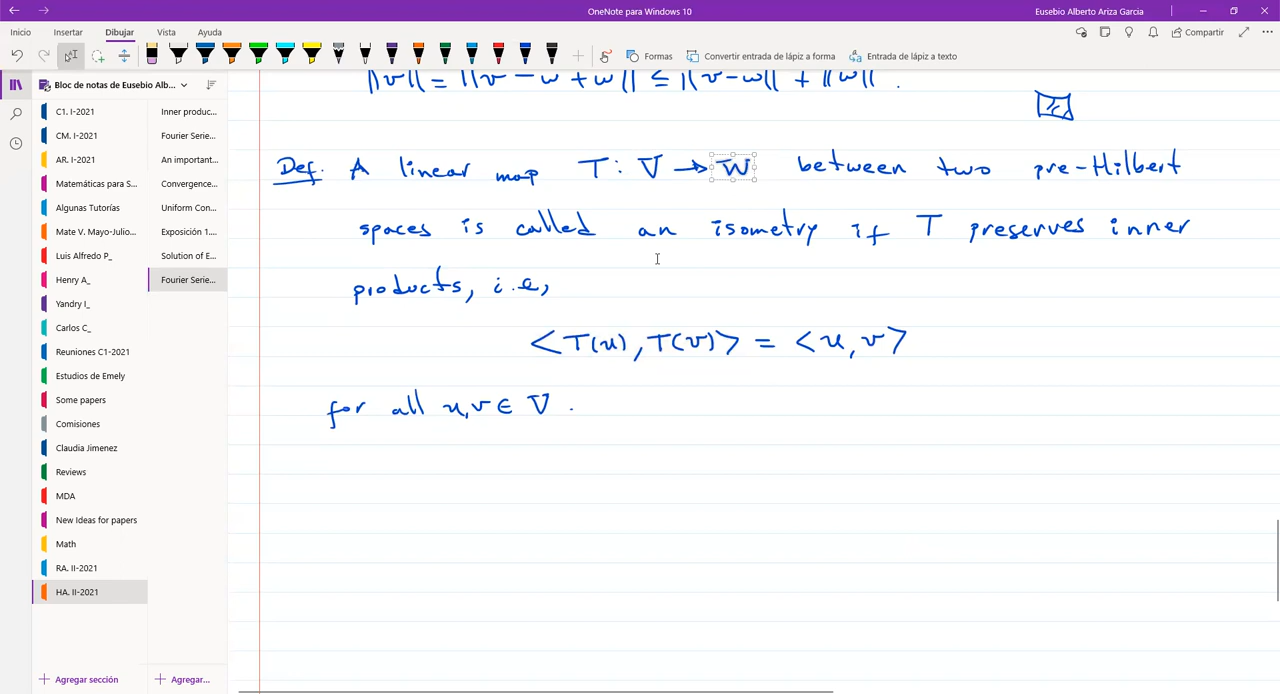 OneNote para Windows 10
Eusebio Alberto Ariza Garcia
Inicio Insertar Dibujar Vista Ayuda
Compartir
Formas
Convertir entrada de lápiz a forma
Entrada de lápiz a texto
Bloc de notas de Eusebio Alb...
C1. I-2021
CM. I-2021
AR. I-2021
Matemáticas para S...
Algunas Tutorías
Mate V. Mayo-Julio...
Luis Alfredo P_
Henry A_
Yandry I_
Carlos C_
Reuniones C1-2021
Estudios de Emely
Some papers
Comisiones
Claudia Jimenez
Reviews
MDA
New Ideas for papers
Math
RA. II-2021
HA. II-2021
Agregar sección
Inner produc...
Fourier Serie...
An important...
Convergence...
Uniform Con...
Exposición 1....
Solution of E...
Fourier Serie...
Agregar...
||v|| = ||v - w + w|| ≤ ||v-w|| + ||w|| .
Def. A linear map T: V → W between two pre-Hilbert
spaces is called an isometry if T preserves inner
products, i.e,
<T(u), T(v)> = <u, v>
for all u,v ∈ V .